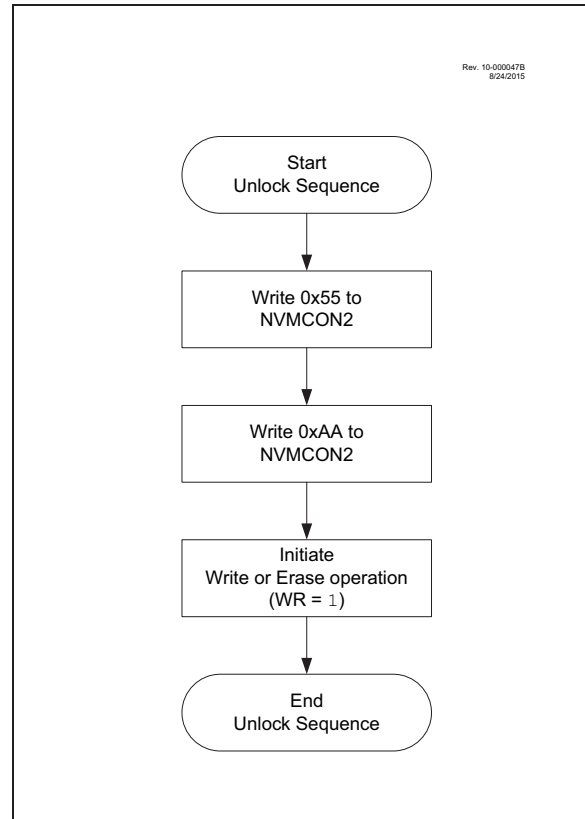 Rev. 10-000047B
8/24/2015
Start
Unlock Sequence
Write 0x55 to
NVMCON2
Write 0xAA to
NVMCON2
Initiate
Write or Erase operation
(WR = 1)
End
Unlock Sequence